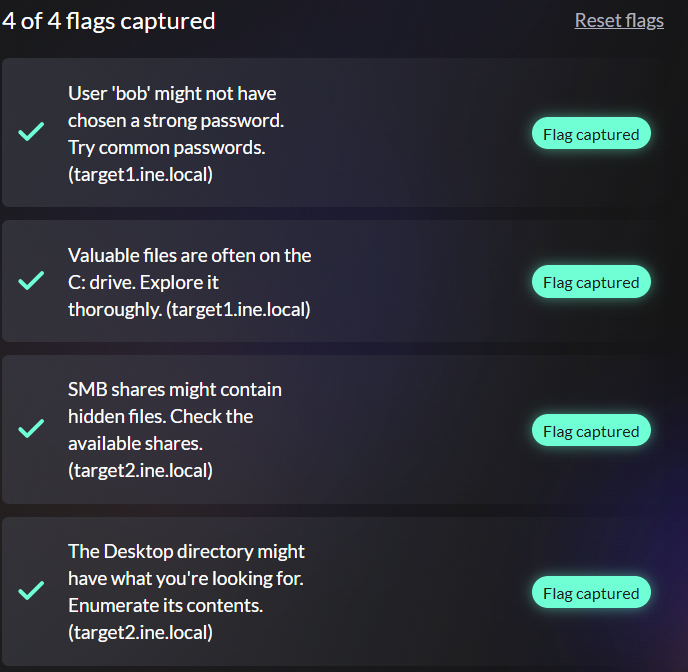 4 of 4 flags captured
Reset flags
User 'bob' might not have
chosen a strong password.
Try common passwords.
(target1.ine.local)
Flag captured
Valuable files are often on the
C: drive. Explore it
thoroughly. (target1.ine.local)
Flag captured
SMB shares might contain
hidden files. Check the
available shares.
(target2.ine.local)
Flag captured
The Desktop directory might
have what you're looking for.
Enumerate its contents.
(target2.ine.local)
Flag captured